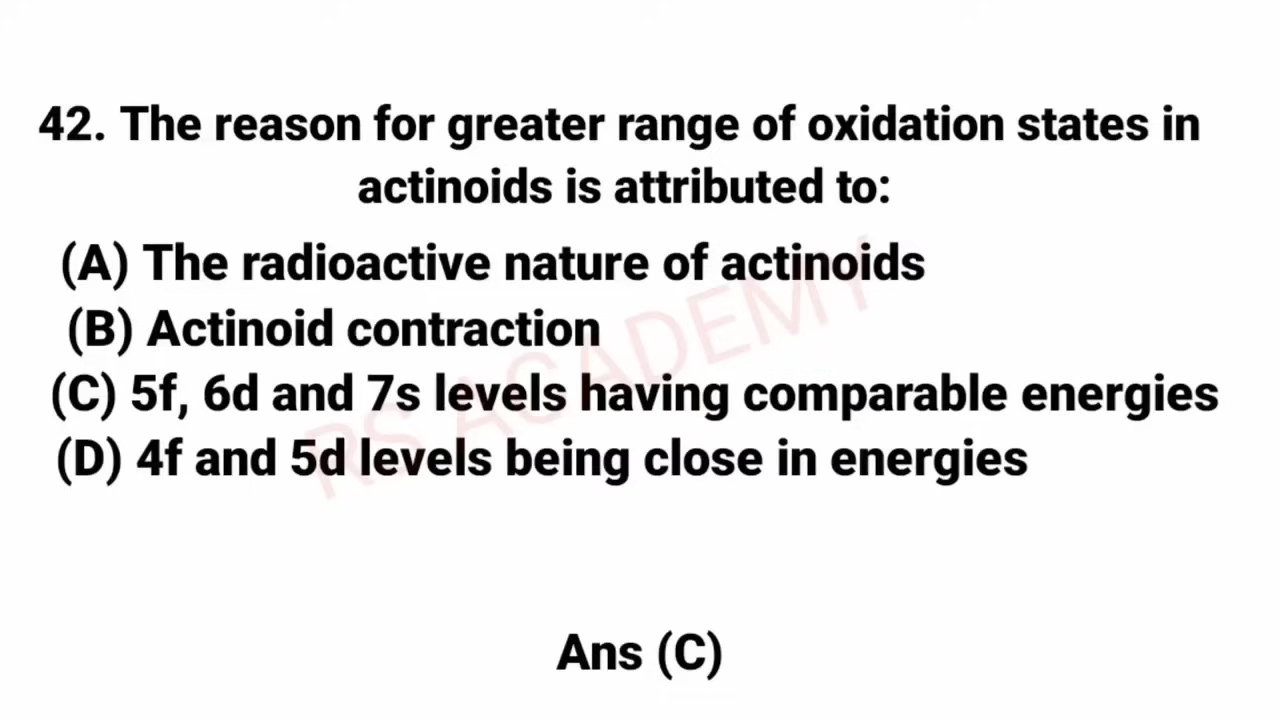 42. The reason for greater range of oxidation states in
actinoids is attributed to:
(A) The radioactive nature of actinoids
(B) Actinoid contraction
(C) 5f, 6d and 7s levels having comparable energies
(D) 4f and 5d levels being close in energies
RS ACADEMY
Ans (C)